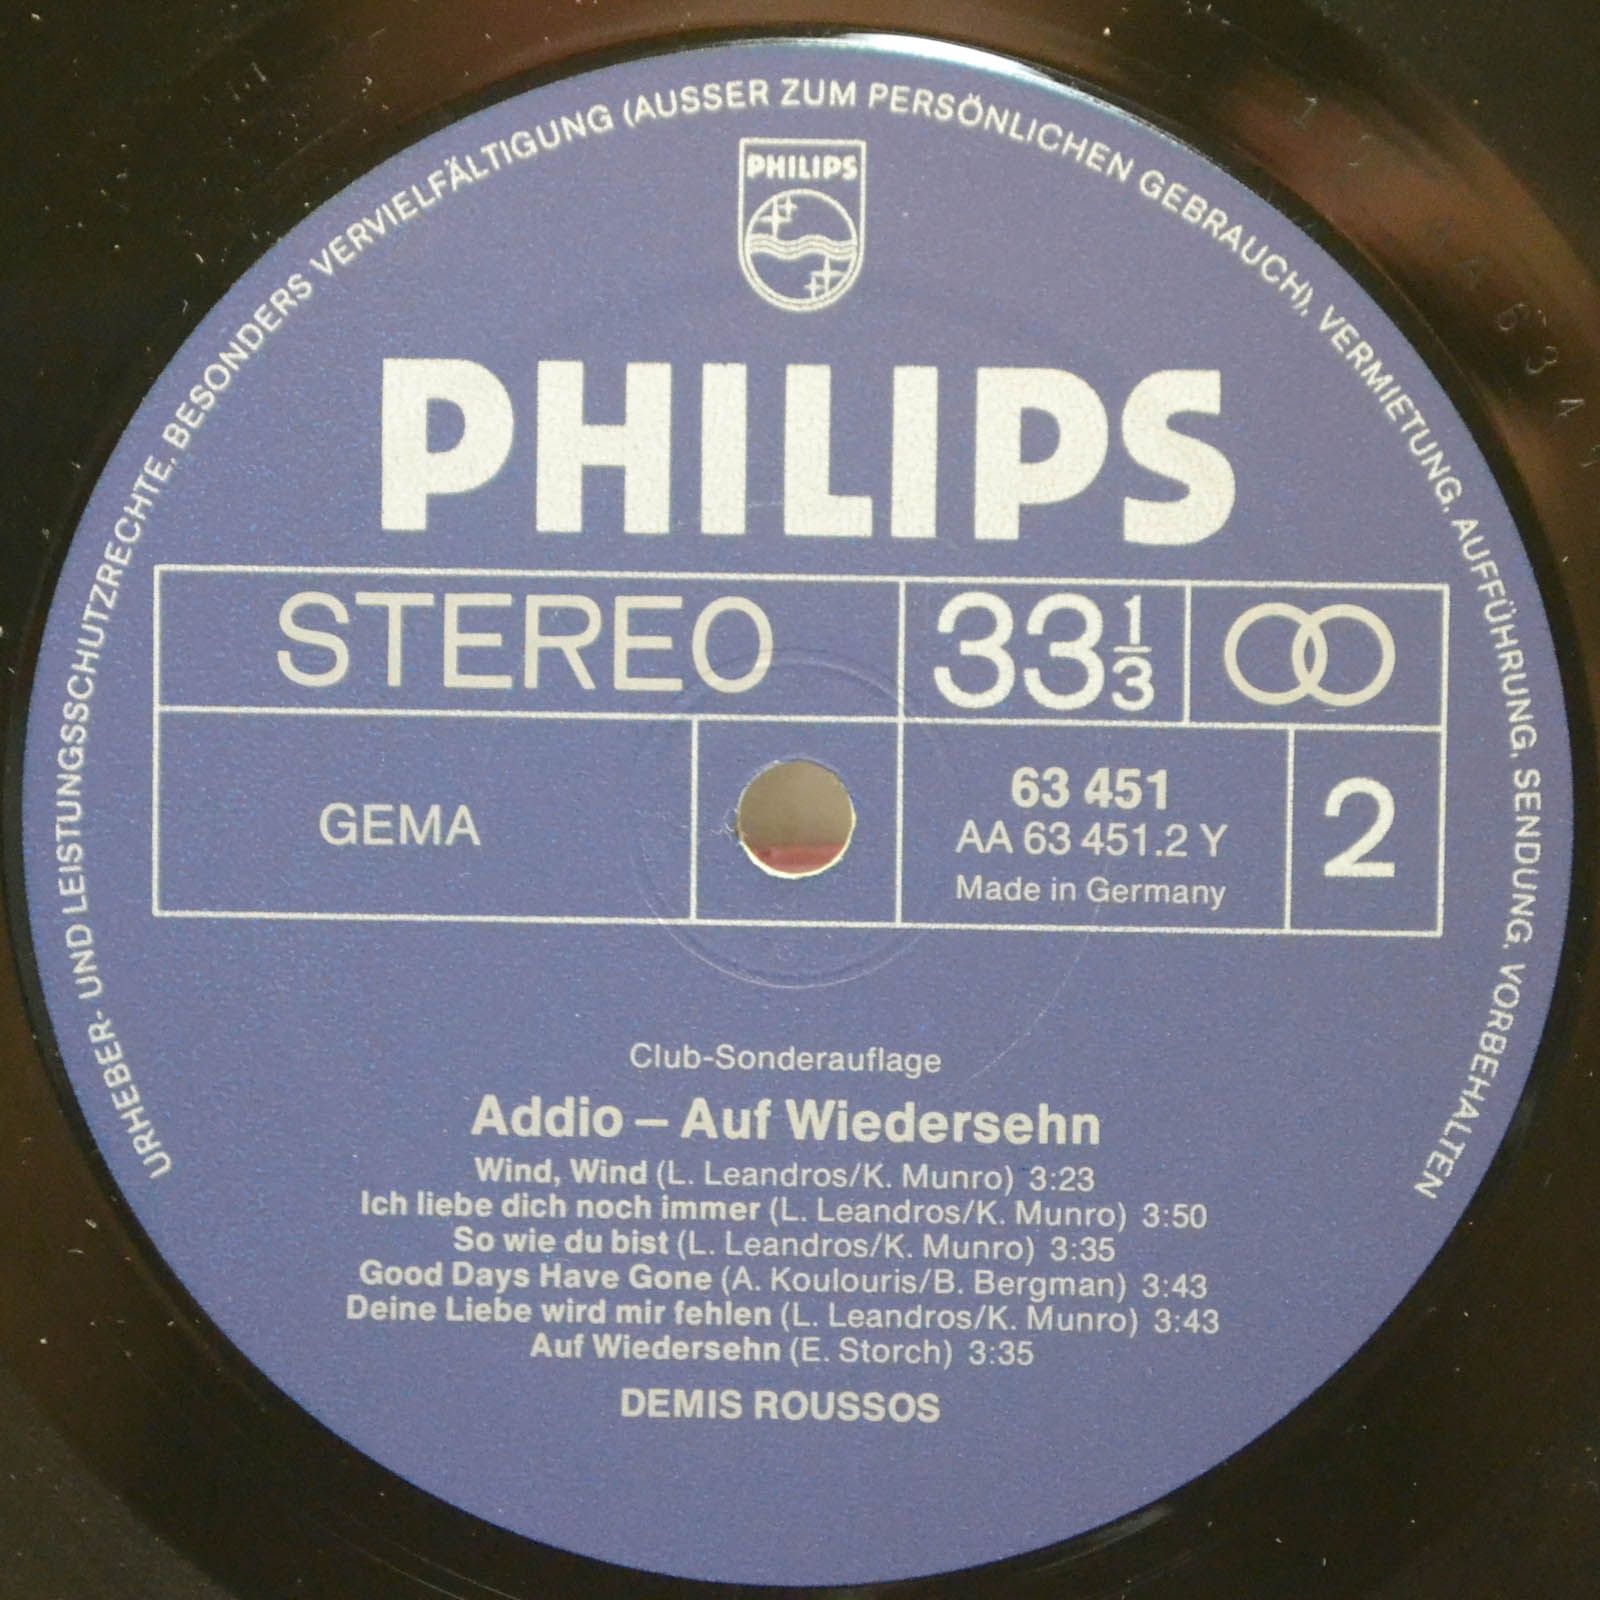 URHEBER- UND LEISTUNGSSCHUTZRECHTE, BESONDERS VERVIELFÄLTIGUNG (AUSSER ZUM PERSÖNLICHEN GEBRAUCH), VERMIETUNG, AUFFÜHRUNG, SENDUNG, VORBEHALTEN
PHILIPS
PHILIPS
STEREO 33 1/3
GEMA
63 451
AA 63 451.2 Y
Made in Germany
2
Club-Sonderauflage
Addio – Auf Wiedersehn
Wind, Wind (L. Leandros/K. Munro) 3:23
Ich liebe dich noch immer (L. Leandros/K. Munro) 3:50
So wie du bist (L. Leandros/K. Munro) 3:35
Good Days Have Gone (A. Koulouris/B. Bergman) 3:43
Deine Liebe wird mir fehlen (L. Leandros/K. Munro) 3:43
Auf Wiedersehn (E. Storch) 3:35
DEMIS ROUSSOS